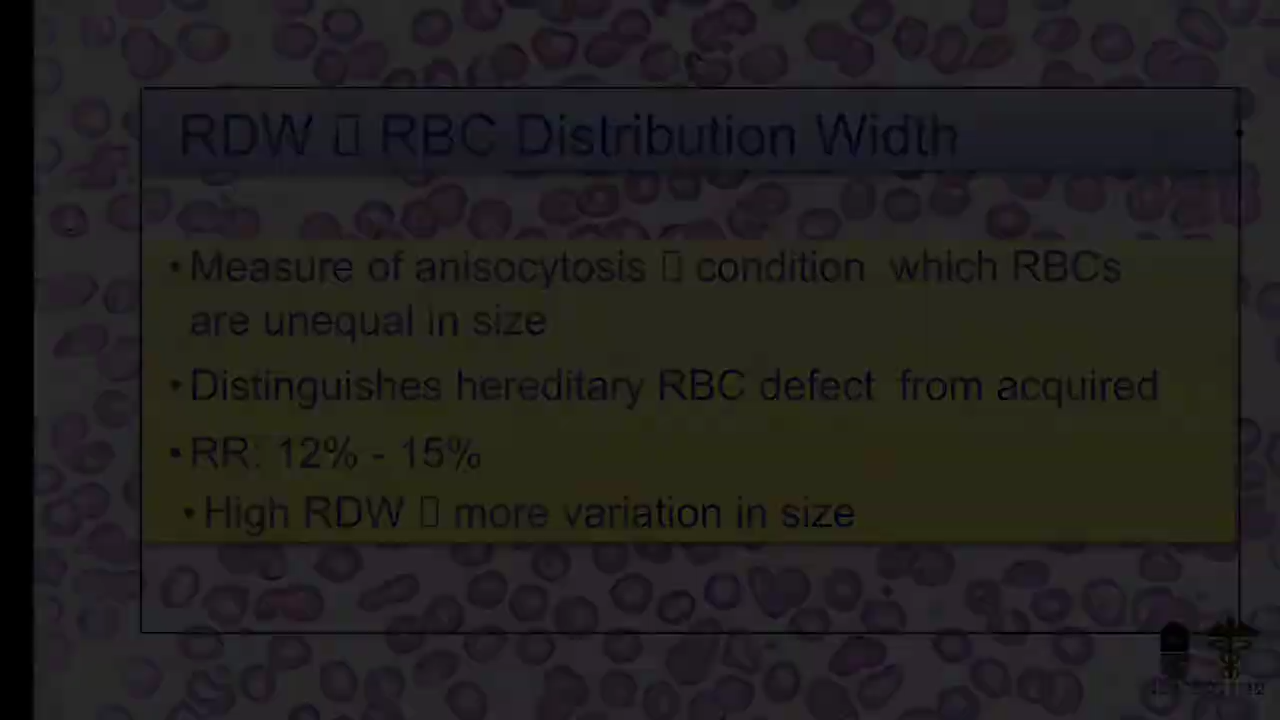 RDW 󠀠▯ RBC Distribution Width
• Measure of anisocytosis ▯ condition which RBCs
are unequal in size
• Distinguishes hereditary RBC defect from acquired
• RR: 12% - 15%
• High RDW ▯ more variation in size